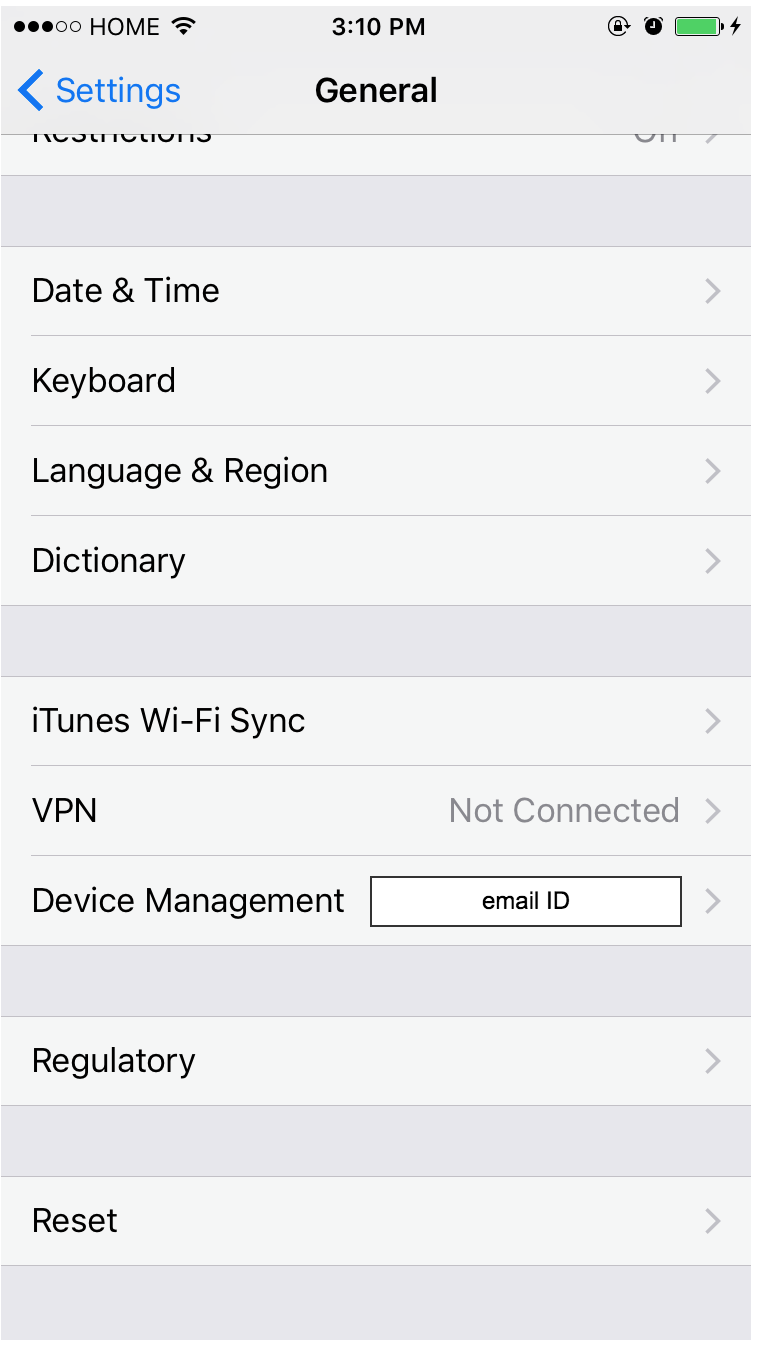 HOME 3:10 PM
Settings General
Restrictions
Date & Time
Keyboard
Language & Region
Dictionary
iTunes Wi-Fi Sync
VPN Not Connected
Device Management email ID
Regulatory
Reset